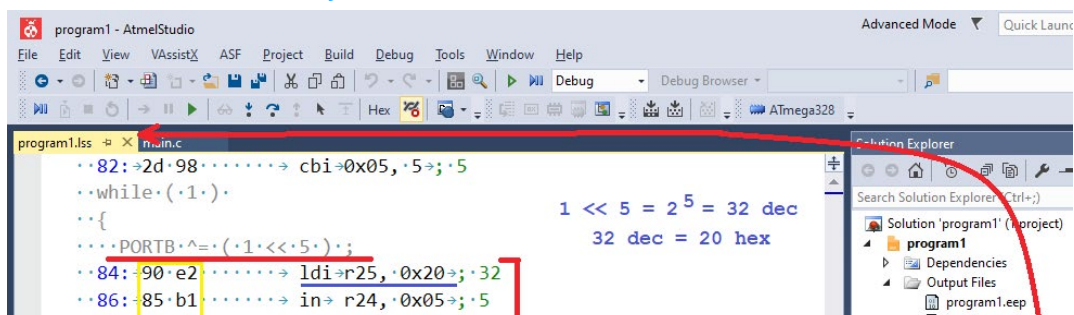 program1 - AtmelStudio
Advanced Mode
Quick Laun
File Edit View VAssistX ASF Project Build Debug Tools Window Help
Debug
Debug Browser
Hex
ATmega328
program1.lss
main.c
Solution Explorer
82: 2d 98 cbi 0x05, 5 ; 5
while ( 1 )
{
PORTB ^= ( 1 << 5 ) ;
84: 90 e2 ldi r25, 0x20 ; 32
86: 85 b1 in r24, 0x05 ; 5
1 << 5 = 2^5 = 32 dec
32 dec = 20 hex
Search Solution Explorer (Ctrl+;)
Solution 'program1' (1 project)
program1
Dependencies
Output Files
program1.eep